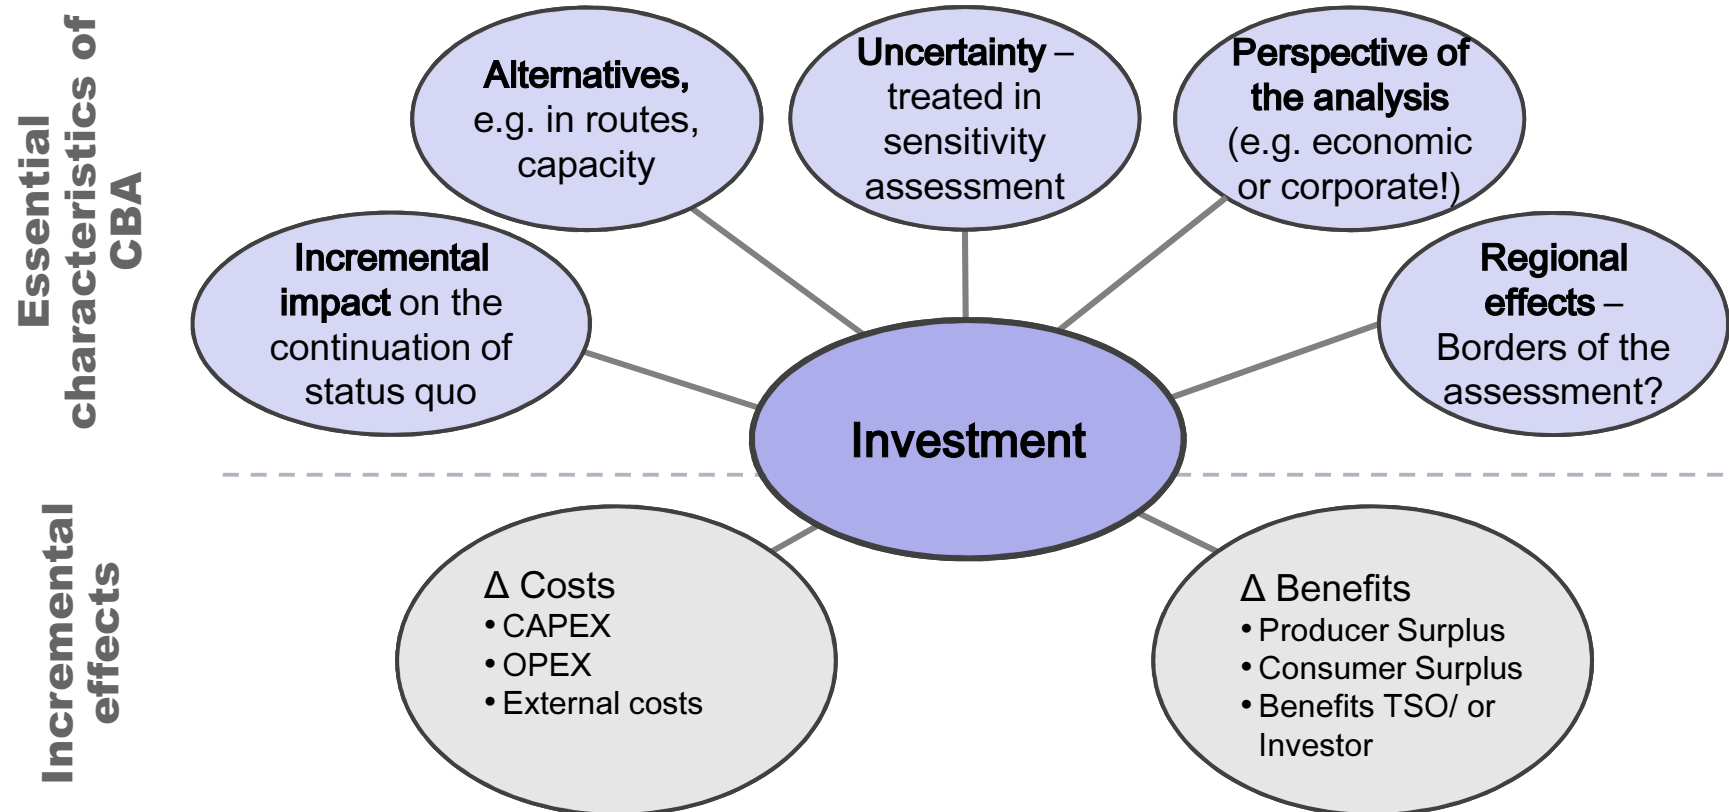 Essential
characteristics of
CBA
Incremental
impact on the
continuation of
status quo
Alternatives,
e.g. in routes,
capacity
Uncertainty –
treated in
sensitivity
assessment
Perspective of
the analysis
(e.g. economic
or corporate!)
Regional
effects –
Borders of the
assessment?
Investment
Incremental
effects
Δ Costs
• CAPEX
• OPEX
• External costs
Δ Benefits
• Producer Surplus
• Consumer Surplus
• Benefits TSO/ or
Investor